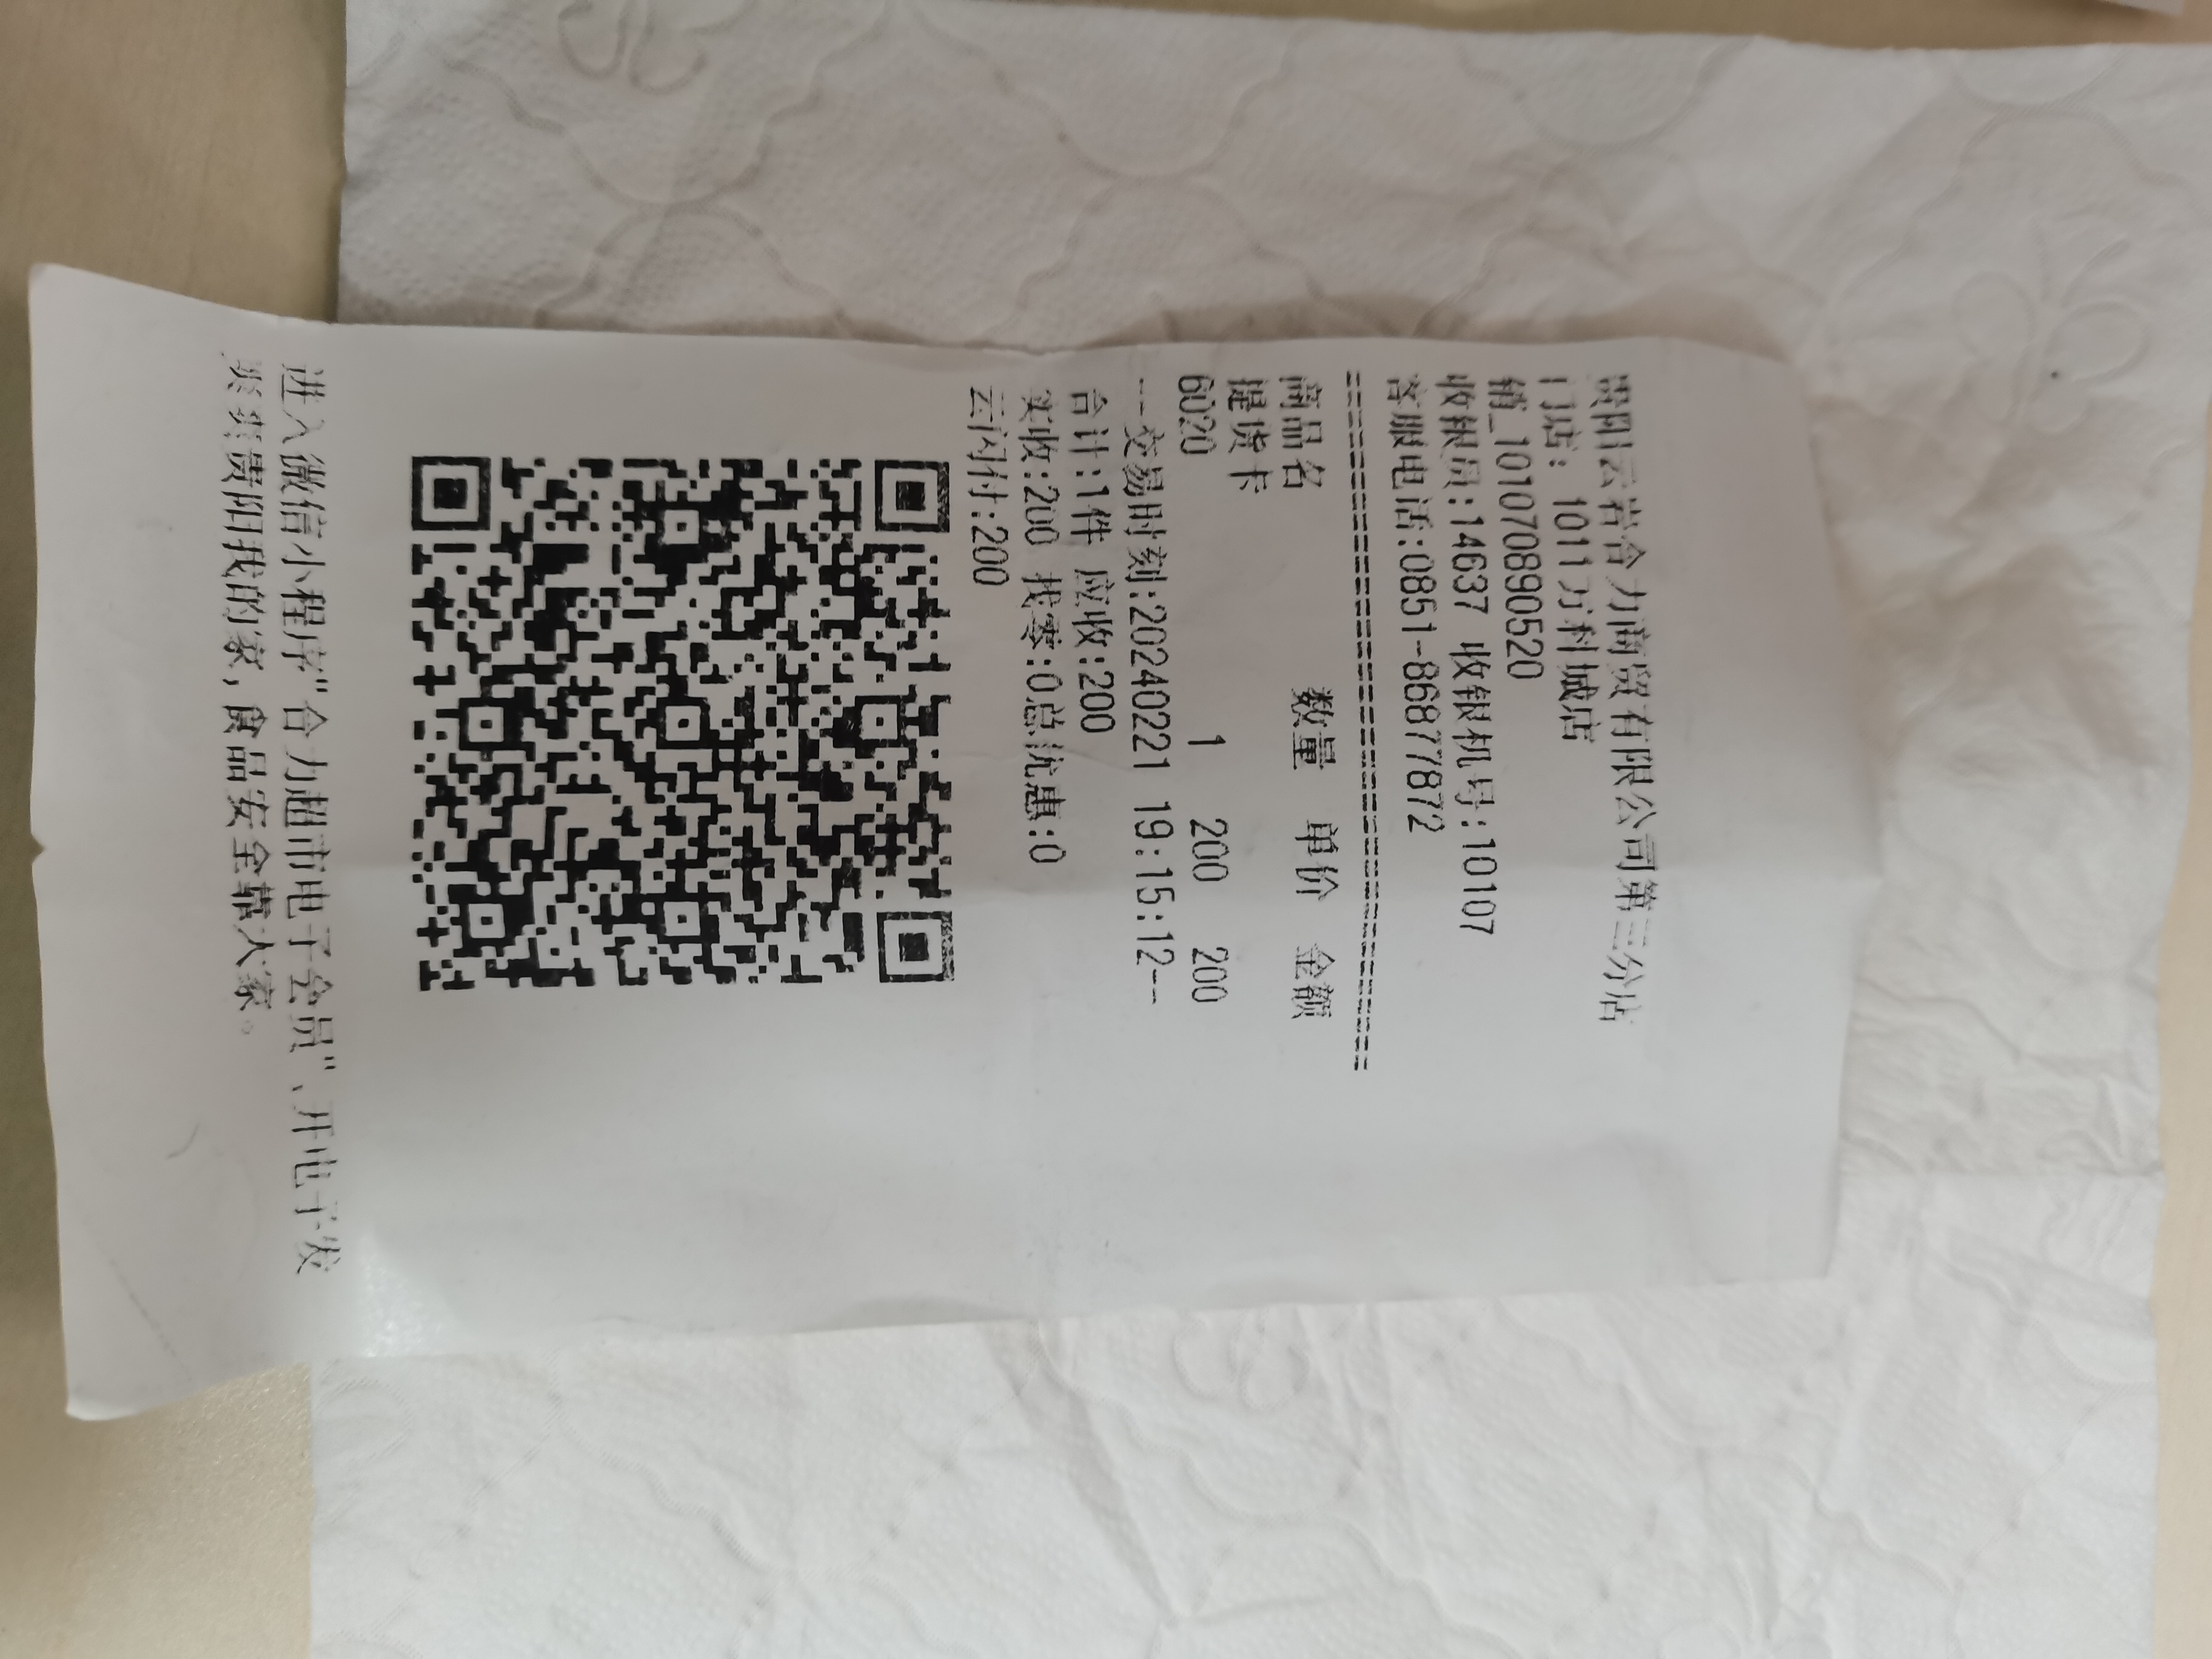 贵阳云岩合力商贸有限公司第三分店
门店: 1011万科城店
销_101070890520
收银员:14637 收银机号:10107
客服电话:0851-86877872
================================
商品名 数量 单价 金额
提货卡
6020 1 200 200
--交易时刻:20240221 19:15:12--
合计:1件 应收:200
实收:200 找零:0总优惠:0
云闪付:200
进入微信小程序"合力超市电子会员"、开电子发
爽爽贵阳我的家,食品安全靠大家。